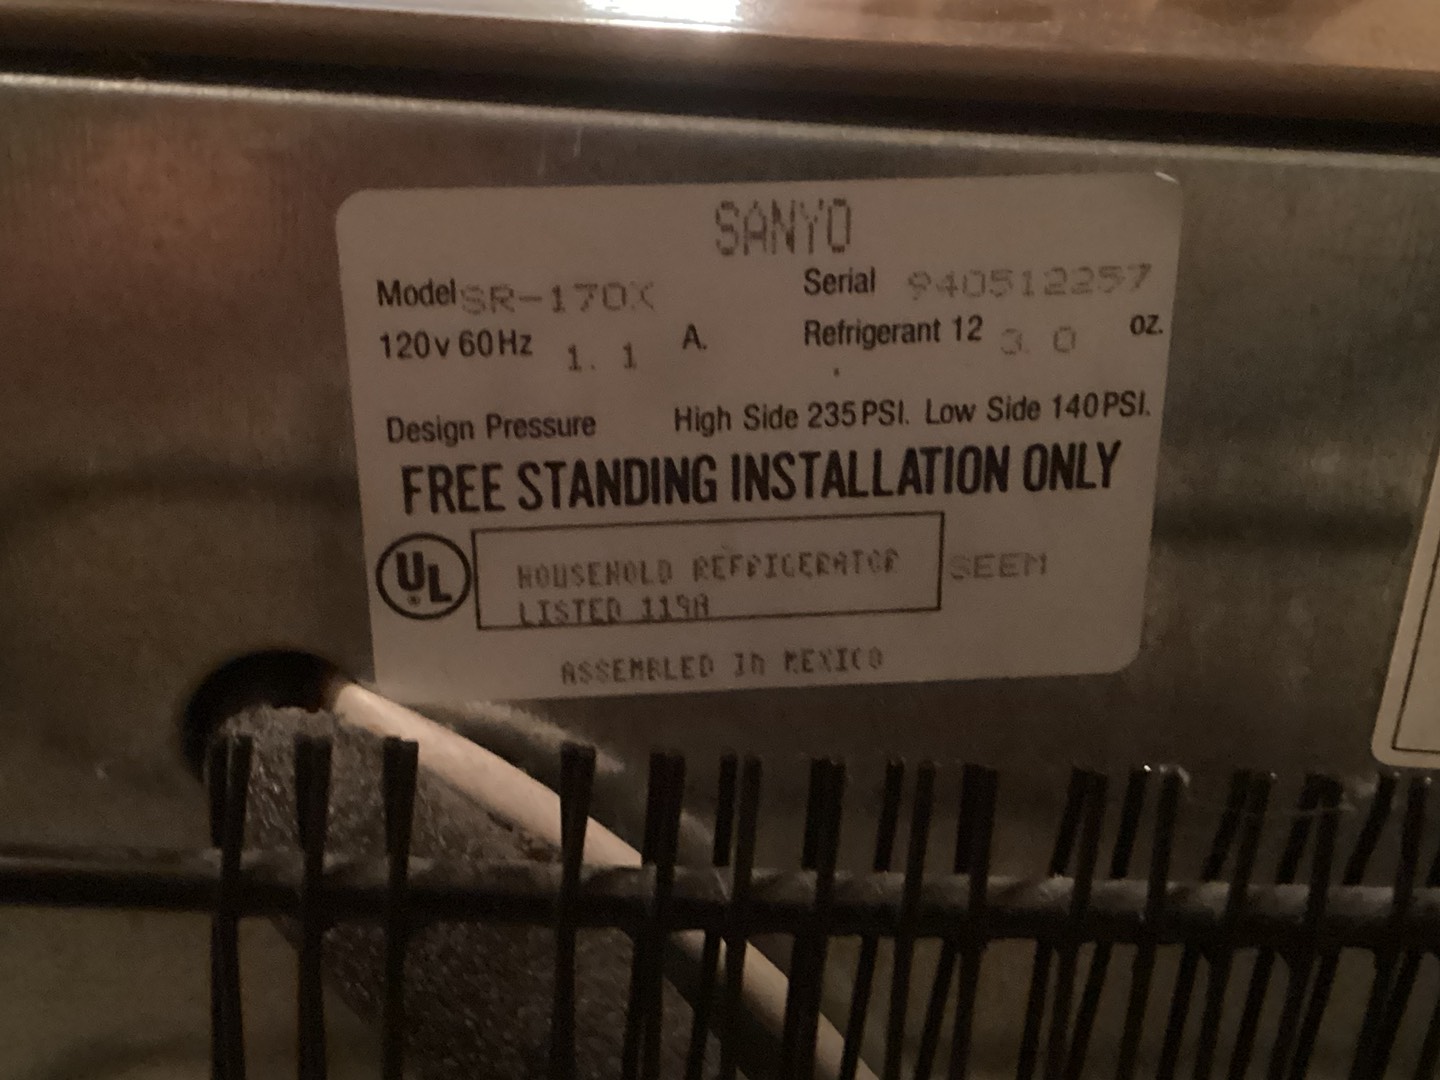 SANYO
Model SR-170X Serial 940512257
120v 60Hz 1.1 A. Refrigerant 12 3.0 oz.
Design Pressure High Side 235 PSI. Low Side 140 PSI.
FREE STANDING INSTALLATION ONLY
UL HOUSEHOLD REFRIGERATOR SEEM
LISTED 119A
ASSEMBLED IN MEXICO